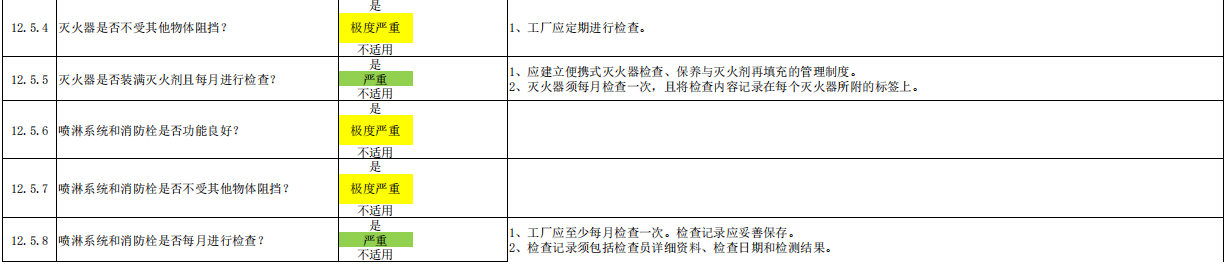 是
12.5.4 灭火器是否不受其他物体阻挡? 极度严重 1、工厂应定期进行检查。
不适用
是
12.5.5 灭火器是否装满灭火剂且每月进行检查? 严重 1、应建立便携式灭火器检查、保养与灭火剂再填充的管理制度。
2、灭火器须每月检查一次，且将检查内容记录在每个灭火器所附的标签上。
不适用
是
12.5.6 喷淋系统和消防栓是否功能良好? 极度严重
不适用
是
12.5.7 喷淋系统和消防栓是否不受其他物体阻挡? 极度严重
不适用
是
12.5.8 喷淋系统和消防栓是否每月进行检查? 严重 1、工厂应至少每月检查一次。检查记录应妥善保存。
2、检查记录须包括检查员详细资料、检查日期和检测结果。
不适用